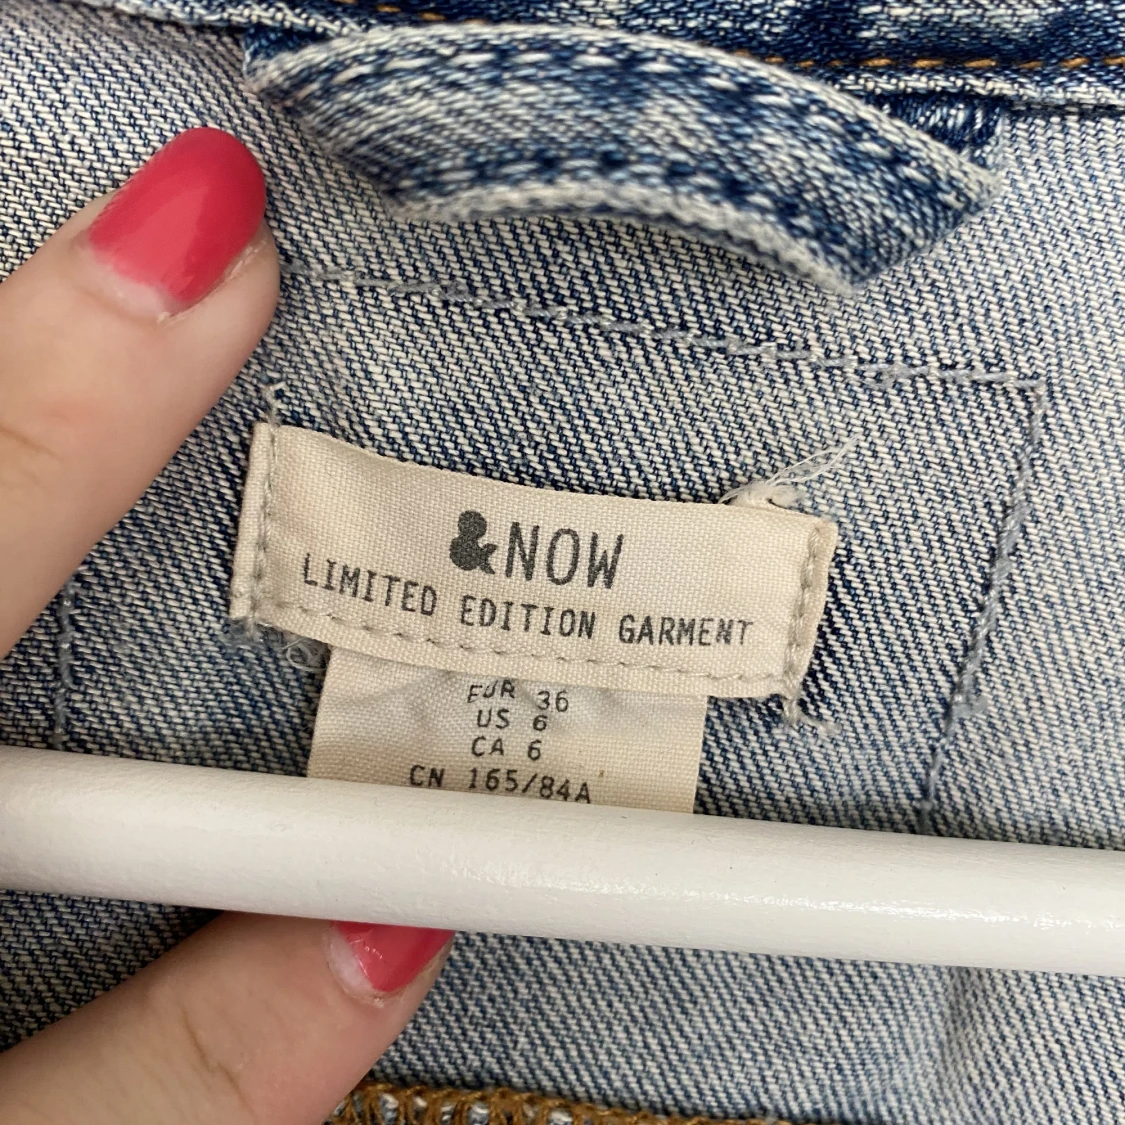 &NOW
LIMITED EDITION GARMENT
EUR 36
US 6
CA 6
CN 165/84A